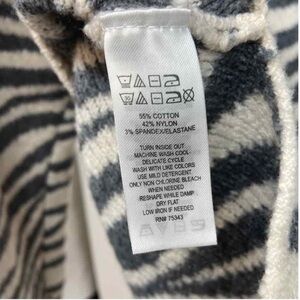 55% COTTON
42% NYLON
3% SPANDEX/ELASTANE
TURN INSIDE OUT
MACHINE WASH COOL-
DELICATE CYCLE
WASH WITH LIKE COLORS
USE MILD DETERGENT
ONLY NON CHLORINE BLEACH
WHEN NEEDED
RESHAPE WHILE DAMP
DRY FLAT
LOW IRON IF NEEDED
RN# 75343